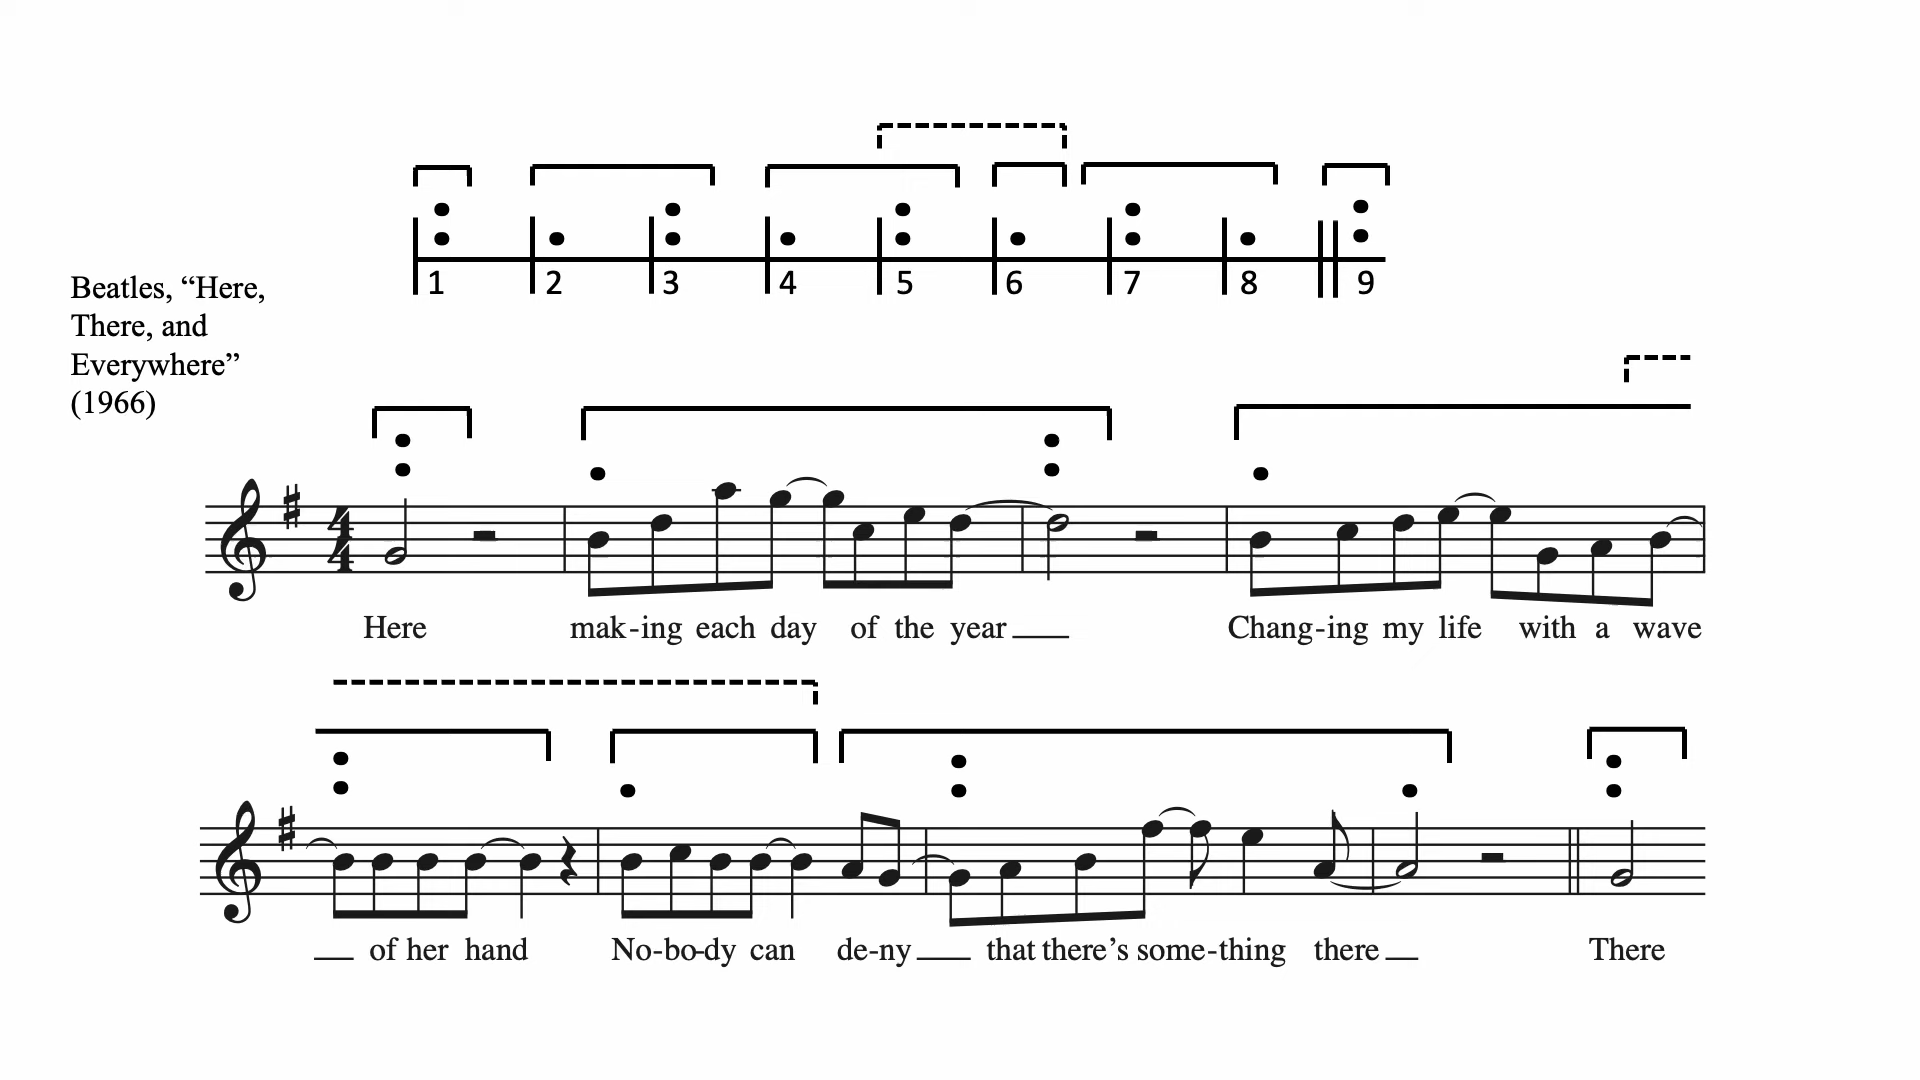 1 2 3 4 5 6 7 8 9
Beatles, “Here,
There, and
Everywhere”
(1966)
4
4
Here mak-ing each day of the year Chang-ing my life with a wave
of her hand No-bo-dy can de-ny that there’s some-thing there There